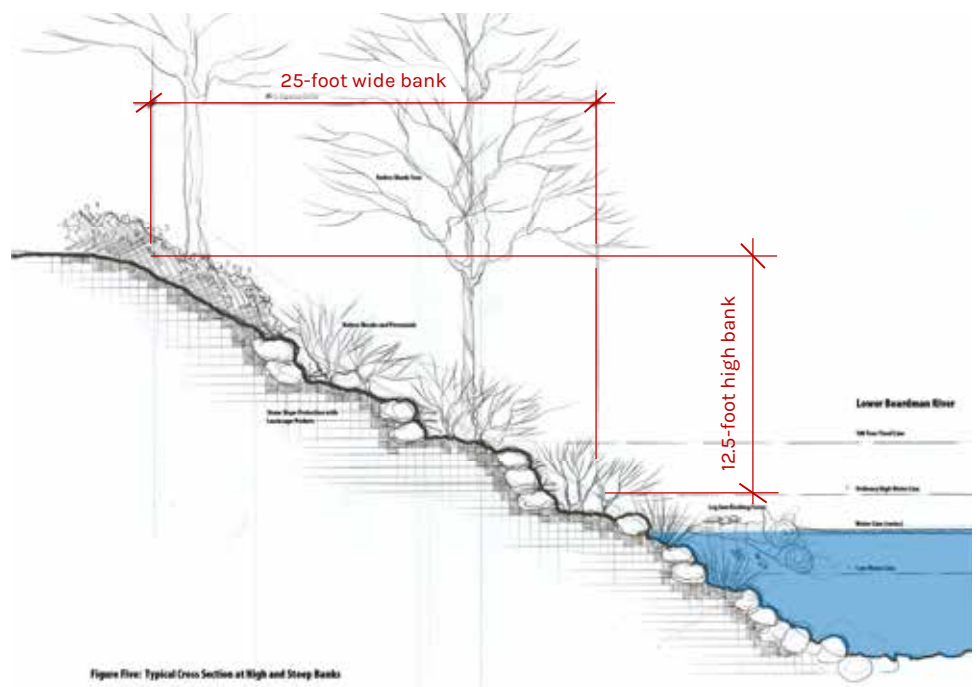 25-foot wide bank
12.5-foot high bank
Native Shrubs and Perennials
Stone Slope Protection with
Landscape Pockets
Lower Boardman River
100 Year Flood Line
Ordinary High Water Line
Water Line (varies)
Low Water Line
Figure Five: Typical Cross Section at High and Steep Banks